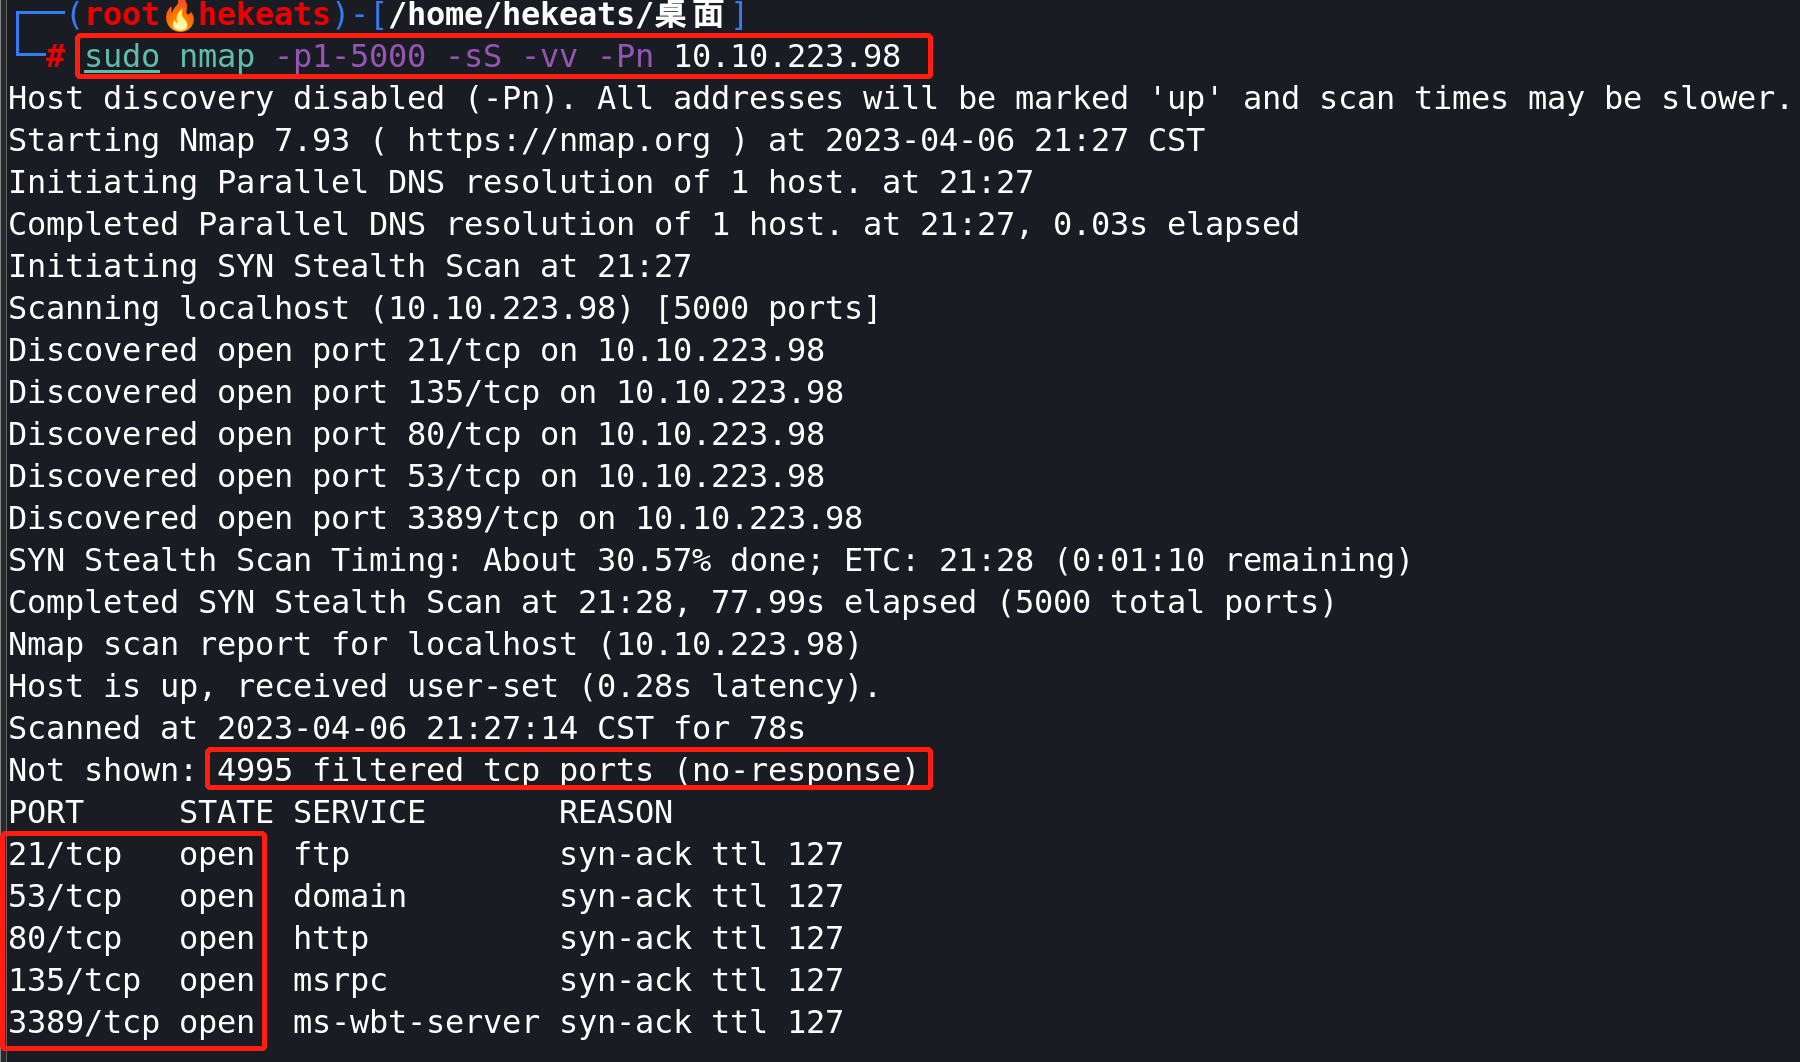 (root🔥hekeats)-[/home/hekeats/桌面]
# sudo nmap -p1-5000 -sS -vv -Pn 10.10.223.98
Host discovery disabled (-Pn). All addresses will be marked 'up' and scan times may be slower.
Starting Nmap 7.93 ( https://nmap.org ) at 2023-04-06 21:27 CST
Initiating Parallel DNS resolution of 1 host. at 21:27
Completed Parallel DNS resolution of 1 host. at 21:27, 0.03s elapsed
Initiating SYN Stealth Scan at 21:27
Scanning localhost (10.10.223.98) [5000 ports]
Discovered open port 21/tcp on 10.10.223.98
Discovered open port 135/tcp on 10.10.223.98
Discovered open port 80/tcp on 10.10.223.98
Discovered open port 53/tcp on 10.10.223.98
Discovered open port 3389/tcp on 10.10.223.98
SYN Stealth Scan Timing: About 30.57% done; ETC: 21:28 (0:01:10 remaining)
Completed SYN Stealth Scan at 21:28, 77.99s elapsed (5000 total ports)
Nmap scan report for localhost (10.10.223.98)
Host is up, received user-set (0.28s latency).
Scanned at 2023-04-06 21:27:14 CST for 78s
Not shown: 4995 filtered tcp ports (no-response)
PORT     STATE SERVICE       REASON
21/tcp   open  ftp           syn-ack ttl 127
53/tcp   open  domain        syn-ack ttl 127
80/tcp   open  http          syn-ack ttl 127
135/tcp  open  msrpc         syn-ack ttl 127
3389/tcp open  ms-wbt-server syn-ack ttl 127